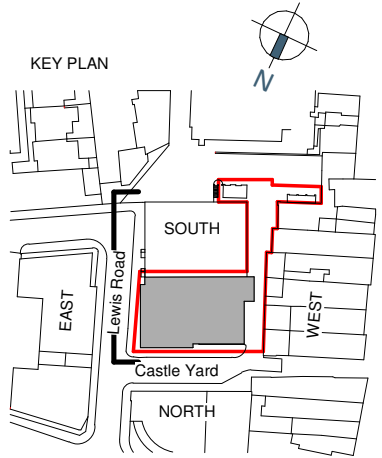 N
KEY PLAN
SOUTH
Lewis Road
EAST
WEST
Castle Yard
NORTH